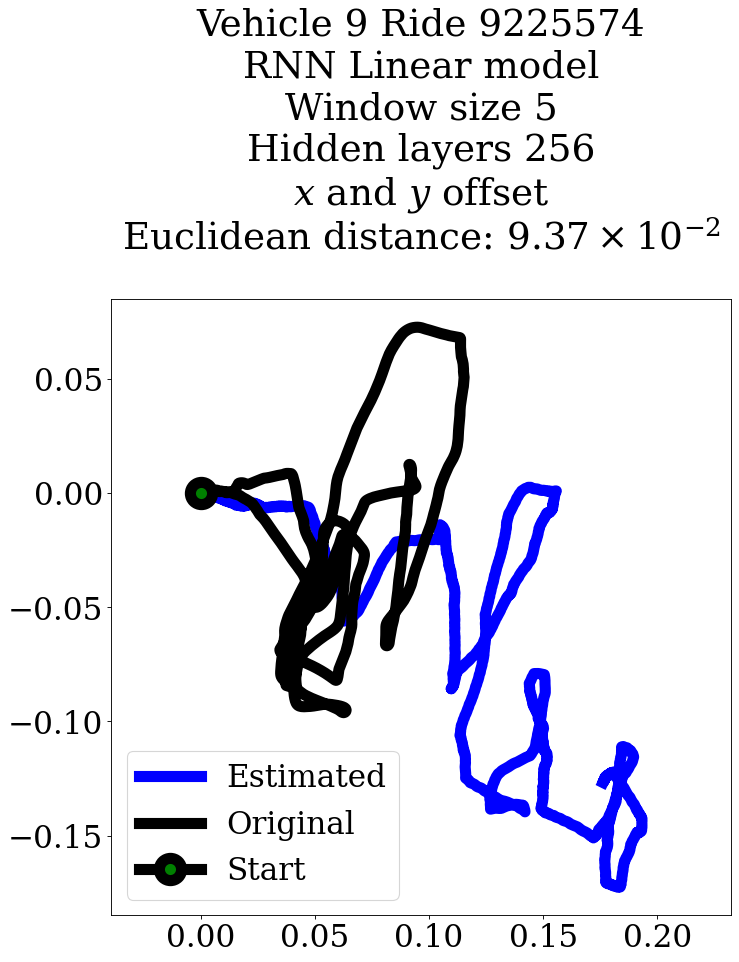 Vehicle 9 Ride 9225574
RNN Linear model
Window size 5
Hidden layers 256
x and y offset
Euclidean distance: 9.37 × 10⁻²
0.05
0.00
−0.05
−0.10
−0.15
Estimated
Original
Start
0.00 0.05 0.10 0.15 0.20